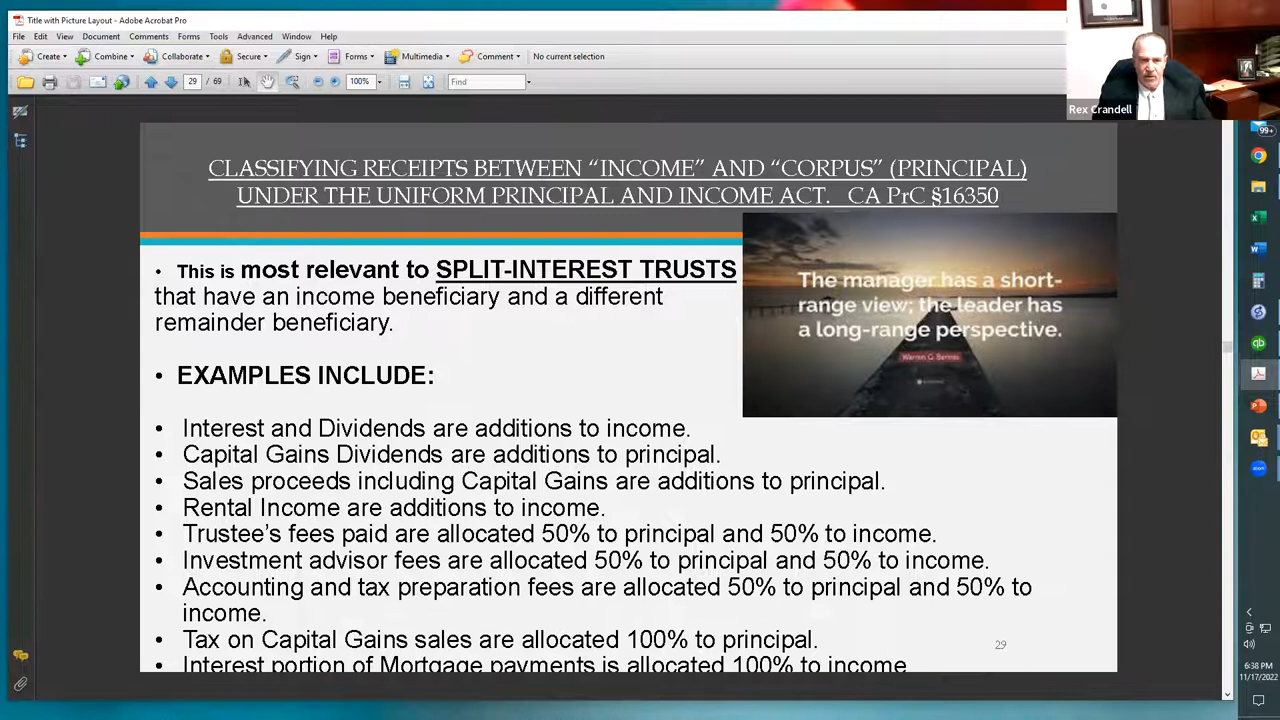 Title with Picture Layout - Adobe Acrobat Pro
File Edit View Document Comments Forms Tools Advanced Window Help
Create Combine Collaborate Secure Sign Forms Multimedia Comment No current selection
29 / 69 100% Find
Rex Crandell
99+
CLASSIFYING RECEIPTS BETWEEN “INCOME” AND “CORPUS” (PRINCIPAL)
UNDER THE UNIFORM PRINCIPAL AND INCOME ACT. CA PrC §16350
• This is most relevant to SPLIT-INTEREST TRUSTS
that have an income beneficiary and a different
remainder beneficiary.
The manager has a short-
range view; the leader has
a long-range perspective.
Warren G. Bennis
• EXAMPLES INCLUDE:
• Interest and Dividends are additions to income.
• Capital Gains Dividends are additions to principal.
• Sales proceeds including Capital Gains are additions to principal.
• Rental Income are additions to income.
• Trustee’s fees paid are allocated 50% to principal and 50% to income.
• Investment advisor fees are allocated 50% to principal and 50% to income.
• Accounting and tax preparation fees are allocated 50% to principal and 50% to
income.
• Tax on Capital Gains sales are allocated 100% to principal.
• Interest portion of Mortgage payments is allocated 100% to income
29
6:38 PM
11/17/2022